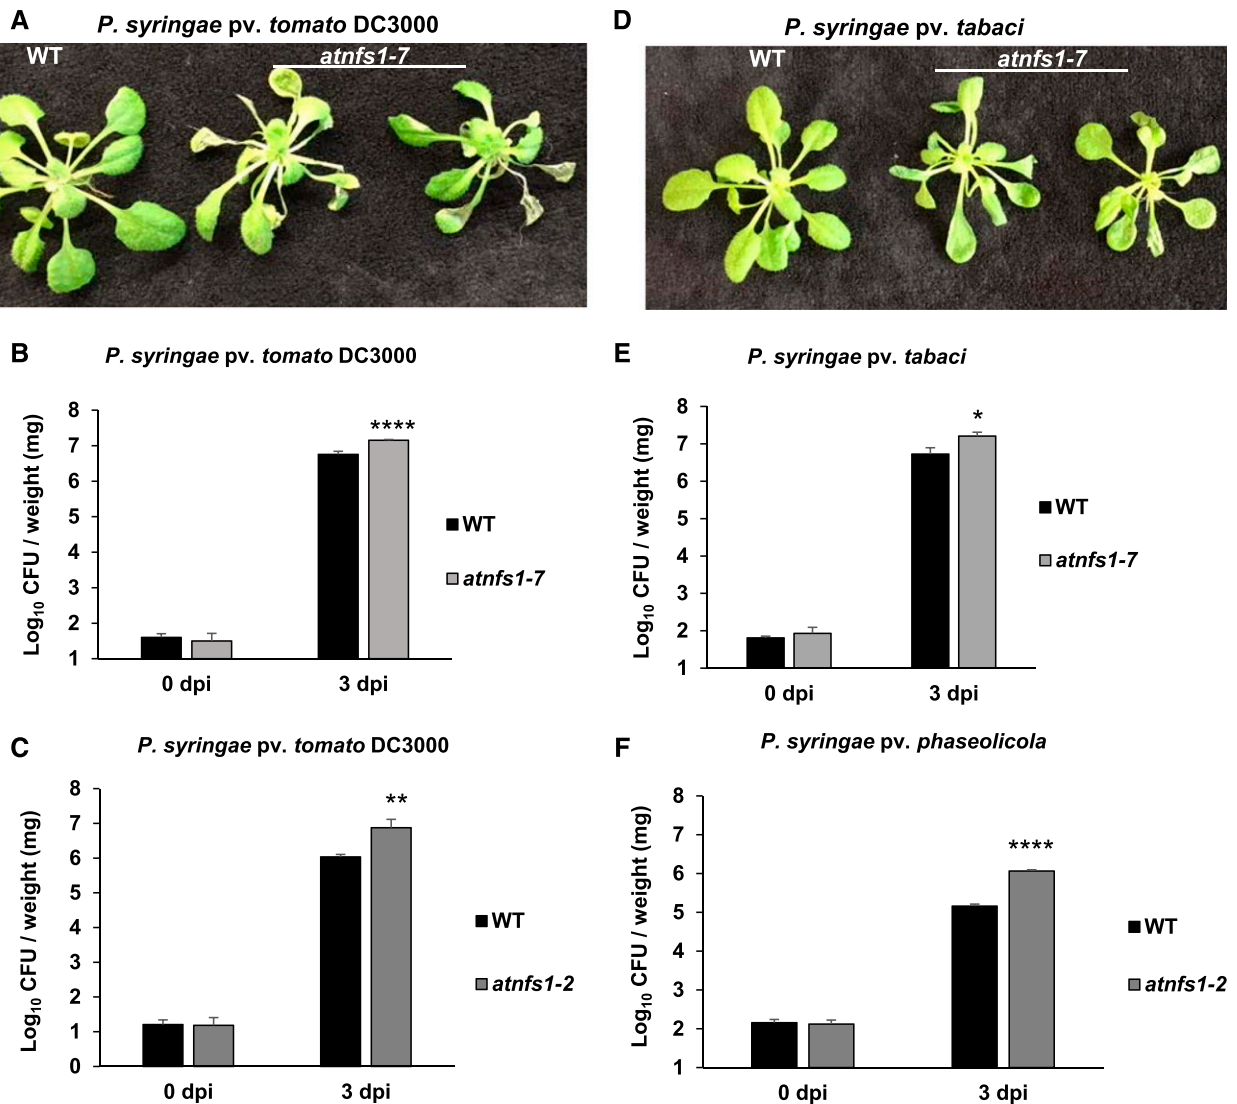 A
P. syringae pv. tomato DC3000
WT
atnfs1-7
B
P. syringae pv. tomato DC3000
Log10 CFU / weight (mg)
8
7
6
5
4
3
2
1
0 dpi
3 dpi
****
WT
atnfs1-7
C
P. syringae pv. tomato DC3000
Log10 CFU / weight (mg)
8
7
6
5
4
3
2
1
0
0 dpi
3 dpi
**
WT
atnfs1-2
D
P. syringae pv. tabaci
WT
atnfs1-7
E
P. syringae pv. tabaci
Log10 CFU / weight (mg)
8
7
6
5
4
3
2
1
0 dpi
3 dpi
*
WT
atnfs1-7
F
P. syringae pv. phaseolicola
Log10 CFU / weight (mg)
8
7
6
5
4
3
2
1
0 dpi
3 dpi
****
WT
atnfs1-2